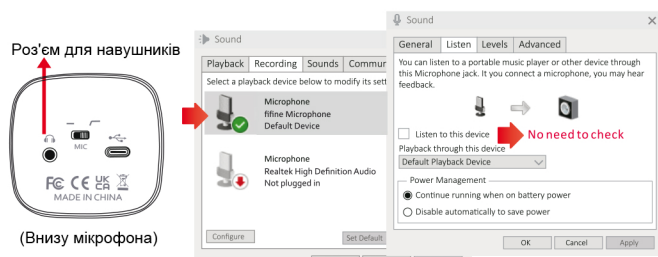 Роз'єм для навушників
MIC
FC CE UK CA
MADE IN CHINA
(Внизу мікрофона)
Sound
Playback Recording Sounds Commun
Select a playback device below to modify its sett
Microphone
fifine Microphone
Default Device
Microphone
Realtek High Definition Audio
Not plugged in
Configure
Set Default
Sound
General Listen Levels Advanced
You can listen to a portable music player or other device through
this Microphone jack. It you connect a microphone, you may hear
feedback.
Listen to this device
No need to check
Playback through this device
Default Playback Device
Power Management
Continue running when on battery power
Disable automatically to save power
OK Cancel Apply